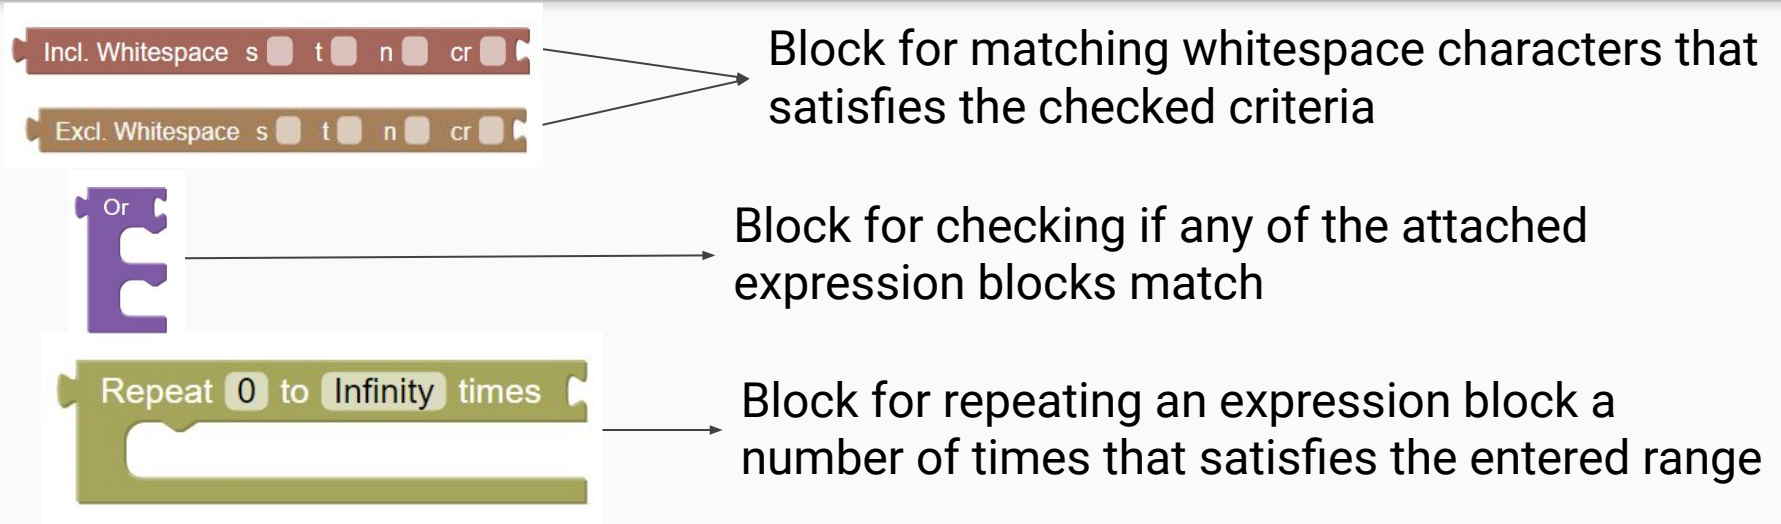 Incl. Whitespace s t n cr
Block for matching whitespace characters that
satisfies the checked criteria
Excl. Whitespace s t n cr
Or
Block for checking if any of the attached
expression blocks match
Repeat 0 to Infinity times
Block for repeating an expression block a
number of times that satisfies the entered range